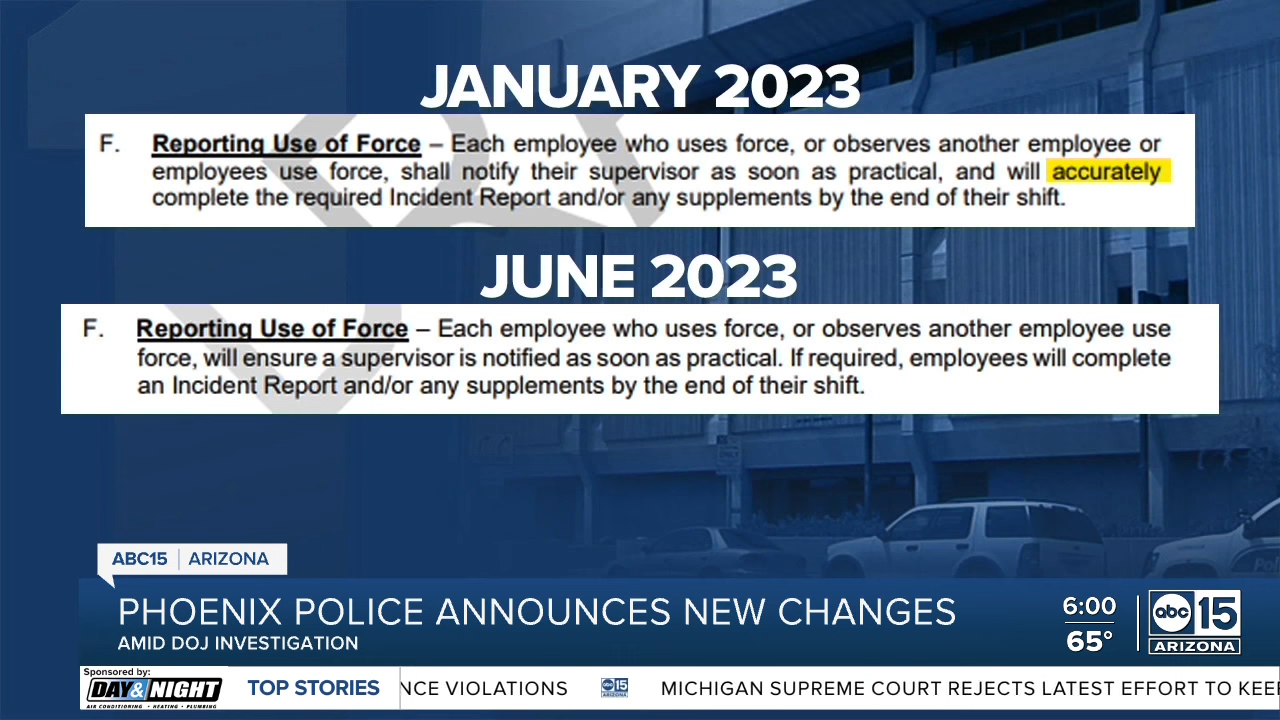 JANUARY 2023
F. Reporting Use of Force – Each employee who uses force, or observes another employee or
employees use force, shall notify their supervisor as soon as practical, and will accurately
complete the required Incident Report and/or any supplements by the end of their shift.
JUNE 2023
F. Reporting Use of Force – Each employee who uses force, or observes another employee use
force, will ensure a supervisor is notified as soon as practical. If required, employees will complete
an Incident Report and/or any supplements by the end of their shift.
ONLY
ABC15 | ARIZONA
PHOENIX POLICE ANNOUNCES NEW CHANGES
AMID DOJ INVESTIGATION
6:00
65°
abc 15
ARIZONA
Sponsored by:
DAY & NIGHT
AIR CONDITIONING • HEATING • PLUMBING
TOP STORIES
NCE VIOLATIONS
abc 15
ARIZONA
MICHIGAN SUPREME COURT REJECTS LATEST EFFORT TO KEE